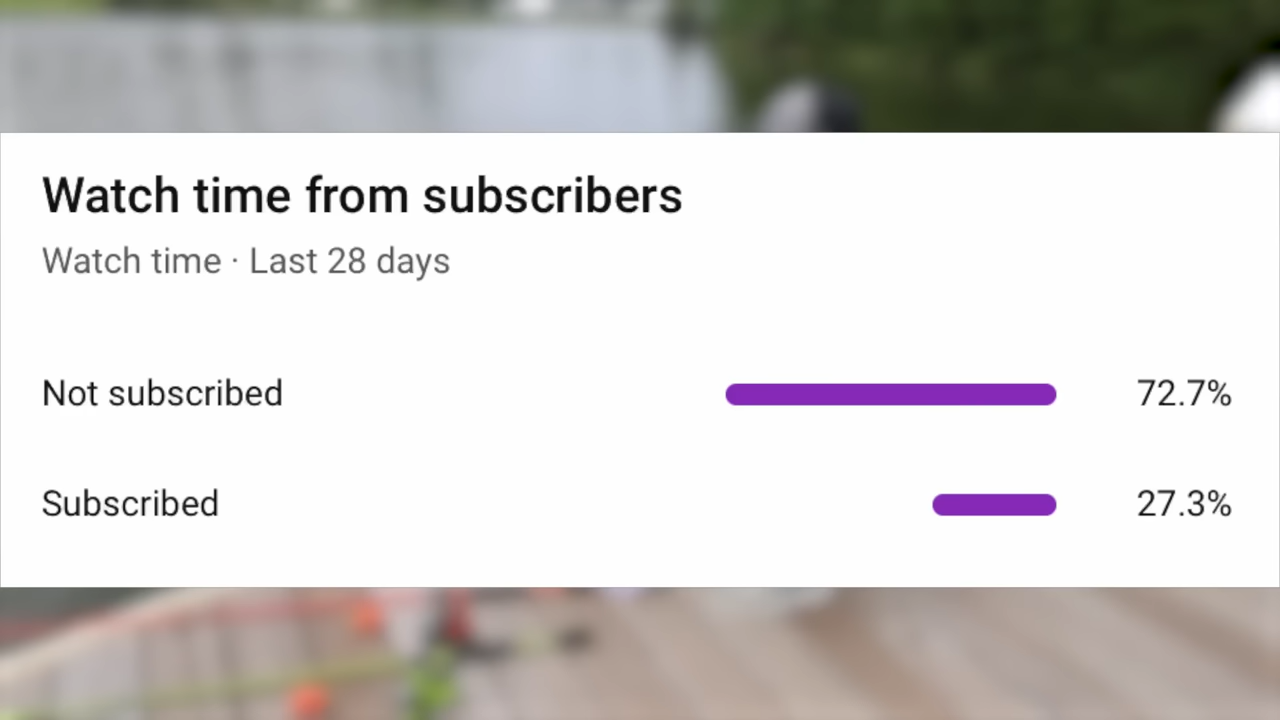 Watch time from subscribers
Watch time · Last 28 days
Not subscribed 72.7%
Subscribed 27.3%